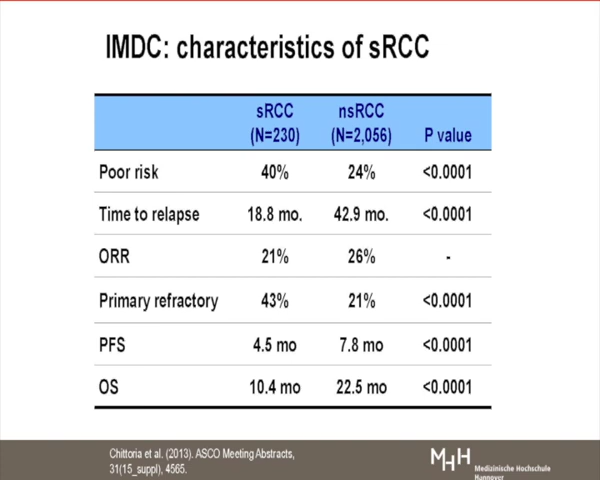 IMDC: characteristics of sRCC
sRCC nsRCC
(N=230) (N=2,056) P value
Poor risk 40% 24% <0.0001
Time to relapse 18.8 mo. 42.9 mo. <0.0001
ORR 21% 26% -
Primary refractory 43% 21% <0.0001
PFS 4.5 mo 7.8 mo <0.0001
OS 10.4 mo 22.5 mo <0.0001
Chittoria et al. (2013). ASCO Meeting Abstracts,
31(15_suppl), 4565.
MHH
Medizinische Hochschule
Hannover